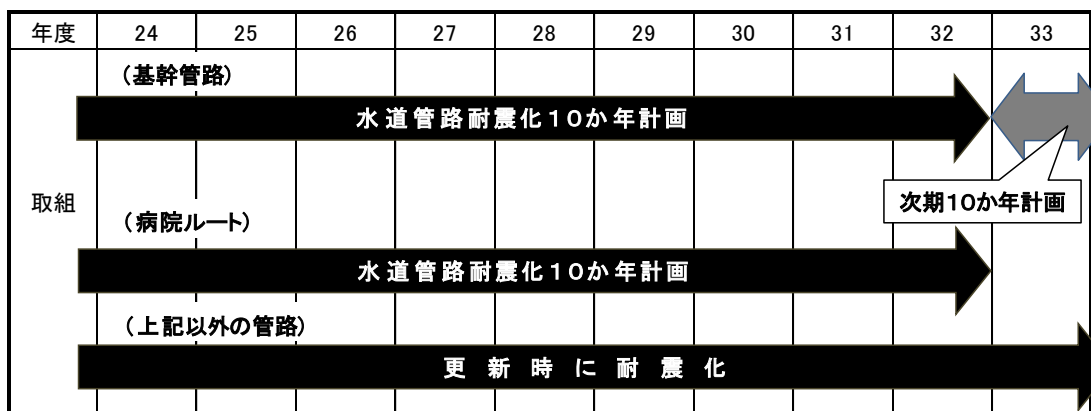 年度 24 25 26 27 28 29 30 31 32 33
（基幹管路）
水道管路耐震化１０か年計画
次期１０か年計画
取組
（病院ルート）
水道管路耐震化１０か年計画
（上記以外の管路）
更新時に耐震化